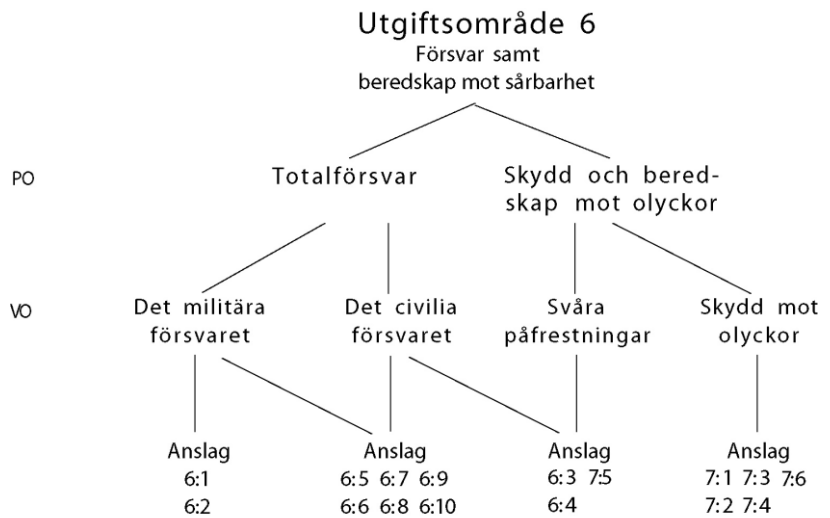 Utgiftsområde 6
Försvar samt
beredskap mot sårbarhet
PO
Totalförsvar
Skydd och bered-
skap mot olyckor
VO
Det militära
försvaret
Det civilia
försvaret
Svåra
påfrestningar
Skydd mot
olyckor
Anslag
6:1
6:2
Anslag
6:5 6:7 6:9
6:6 6:8 6:10
Anslag
6:3 7:5
6:4
Anslag
7:1 7:3 7:6
7:2 7:4